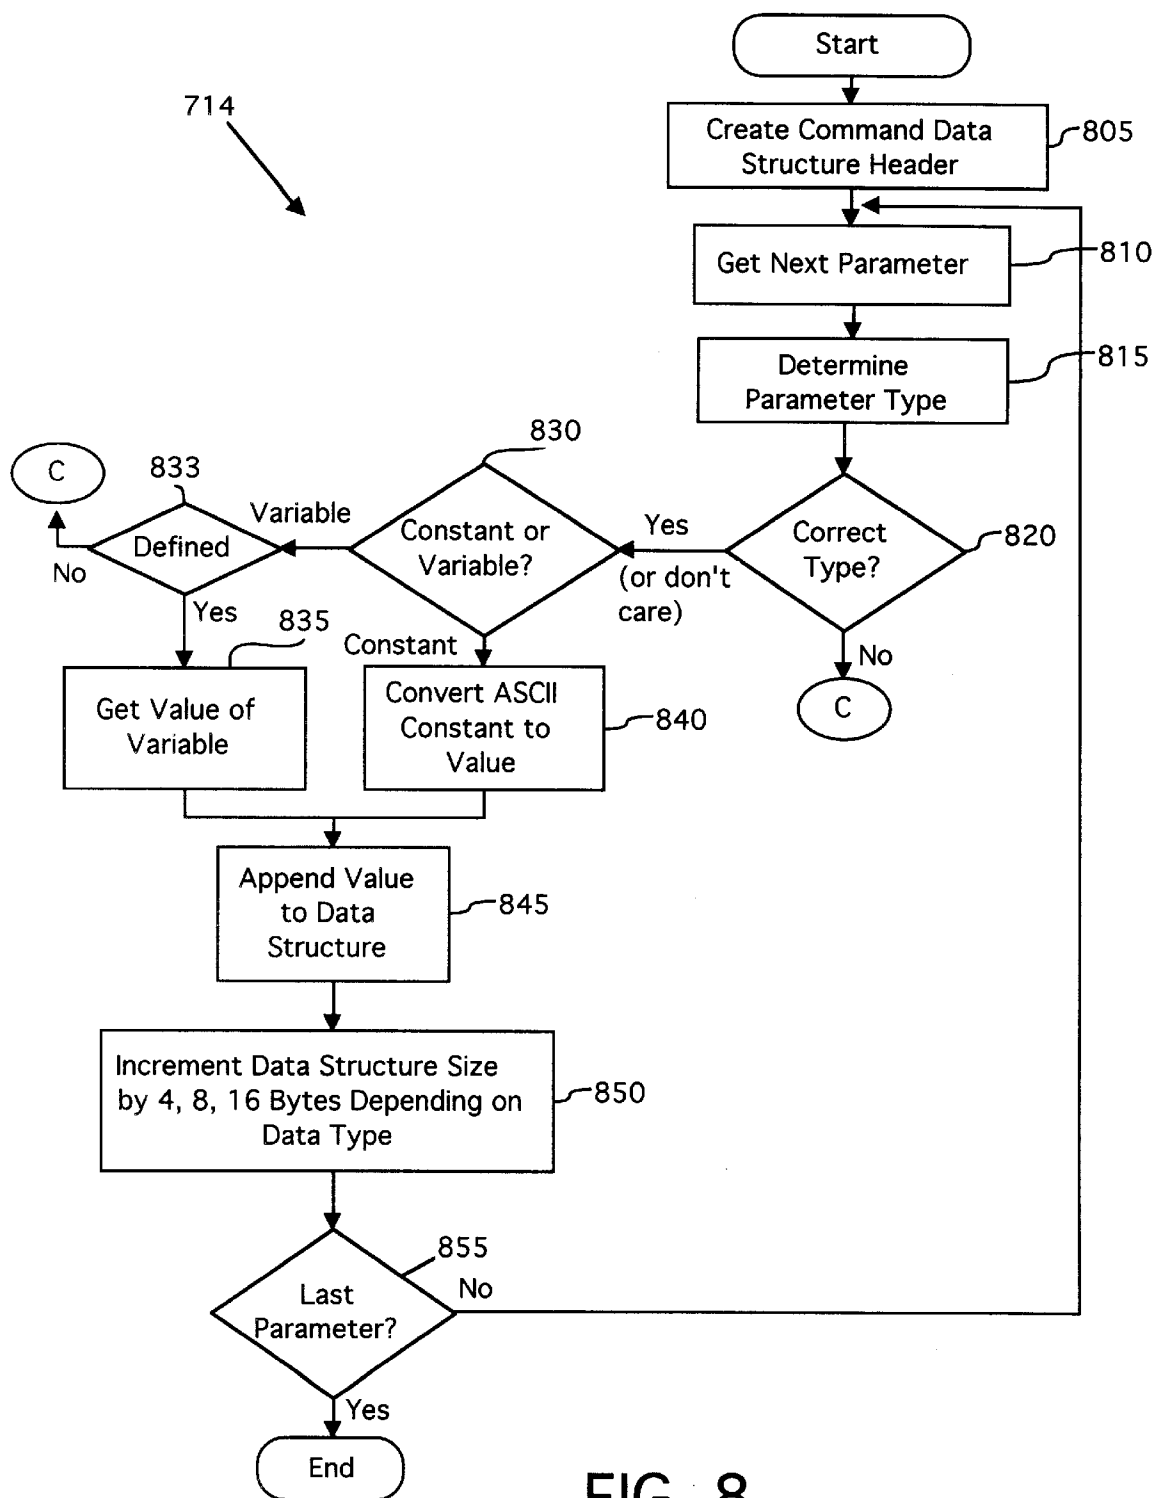 Start
714
Create Command Data
Structure Header
805
Get Next Parameter
810
Determine
Parameter Type
815
830
833
C
Variable
Defined
No
Constant or
Variable?
Yes
(or don't
care)
Correct
Type?
820
Yes
835
Constant
No
C
Get Value of
Variable
Convert ASCII
Constant to
Value
840
Append Value
to Data
Structure
845
Increment Data Structure Size
by 4, 8, 16 Bytes Depending on
Data Type
850
855
Last
Parameter?
No
Yes
End
FIG. 8